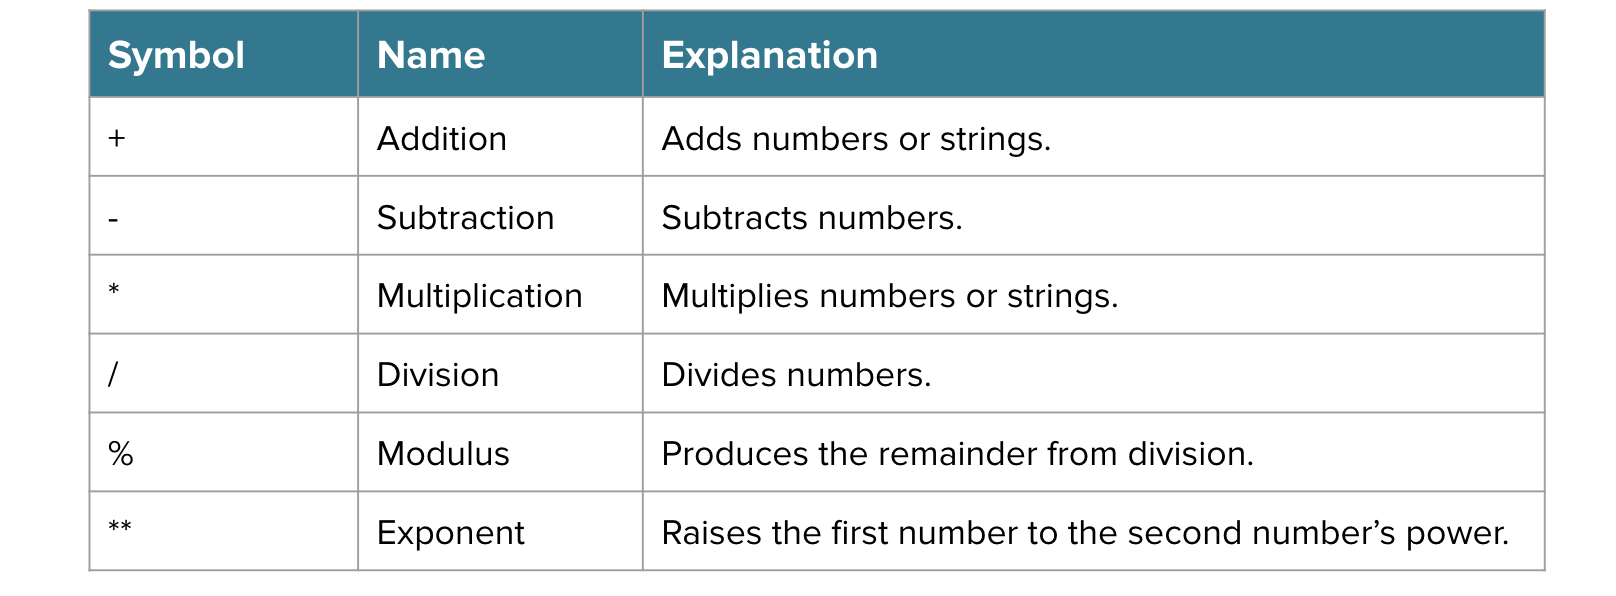 Symbol Name Explanation
+ Addition Adds numbers or strings.
- Subtraction Subtracts numbers.
* Multiplication Multiplies numbers or strings.
/ Division Divides numbers.
% Modulus Produces the remainder from division.
** Exponent Raises the first number to the second number’s power.